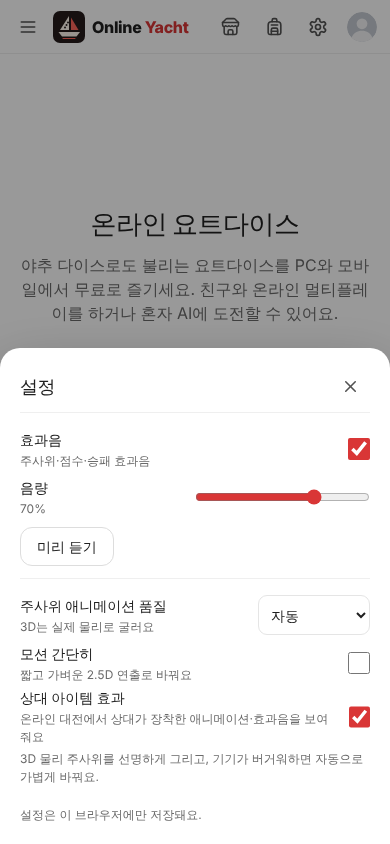 Online Yacht
온라인 요트다이스
야추 다이스로도 불리는 요트다이스를 PC와 모바
일에서 무료로 즐기세요. 친구와 온라인 멀티플레
이를 하거나 혼자 AI에 도전할 수 있어요.
설정
효과음
주사위·점수·승패 효과음
음량
70%
미리 듣기
주사위 애니메이션 품질
3D는 실제 물리로 굴러요
자동
모션 간단히
짧고 가벼운 2.5D 연출로 바꿔요
상대 아이템 효과
온라인 대전에서 상대가 장착한 애니메이션·효과음을 보여
줘요
3D 물리 주사위를 선명하게 그리고, 기기가 버거워하면 자동으로
가볍게 바꿔요.
설정은 이 브라우저에만 저장돼요.